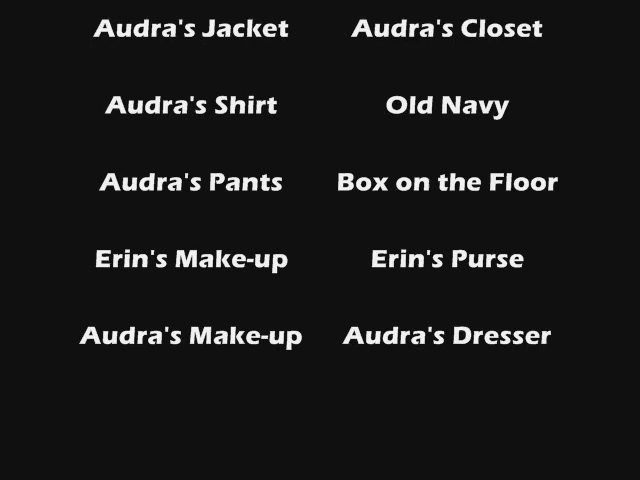 Audra's Jacket Audra's Closet
Audra's Shirt Old Navy
Audra's Pants Box on the Floor
Erin's Make-up Erin's Purse
Audra's Make-up Audra's Dresser